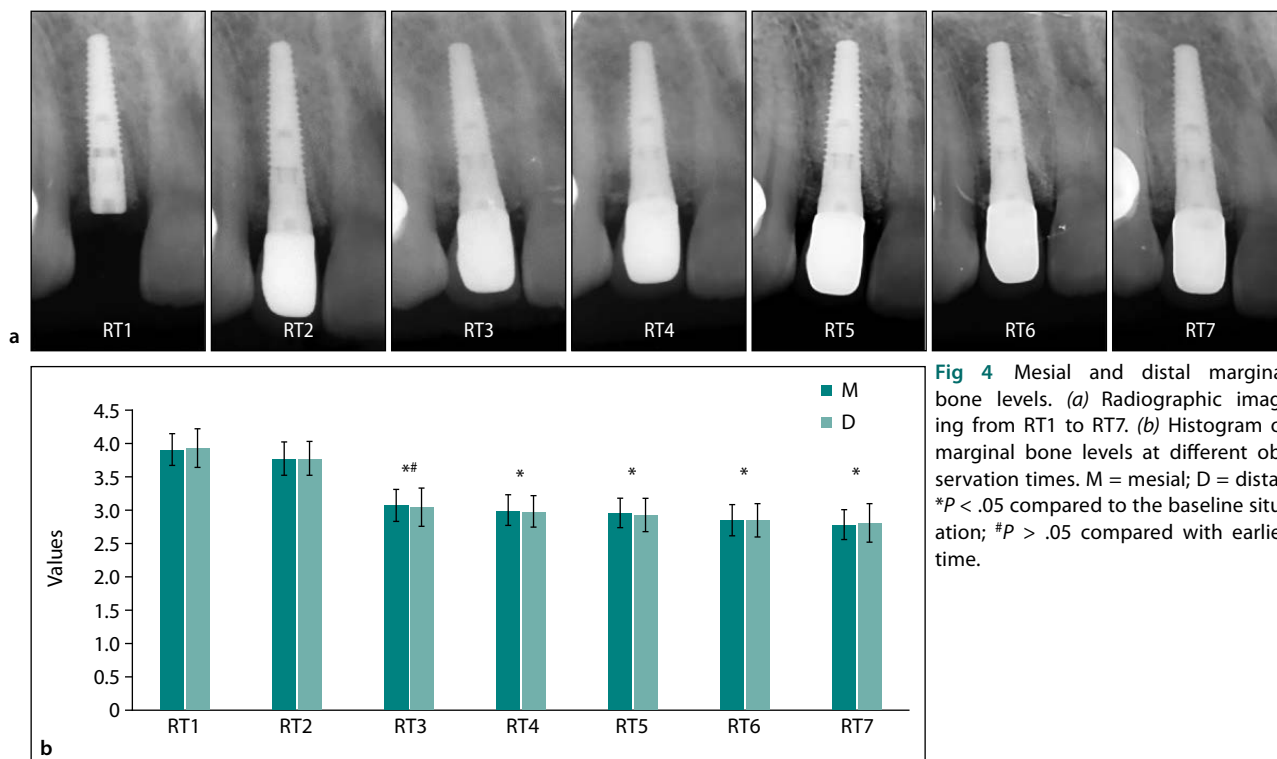 a
RT1
RT2
RT3
RT4
RT5
RT6
RT7
Fig 4 Mesial and distal margina
bone levels. (a) Radiographic imag-
ing from RT1 to RT7. (b) Histogram o
marginal bone levels at different ob-
servation times. M = mesial; D = dista
*P < .05 compared to the baseline situ-
ation; #P > .05 compared with earlie
time.
M
D
4.5
4.0
3.5
3.0
2.5
2.0
1.5
1.0
0.5
0
Values
*#
*
*
*
*
RT1
RT2
RT3
RT4
RT5
RT6
RT7
b